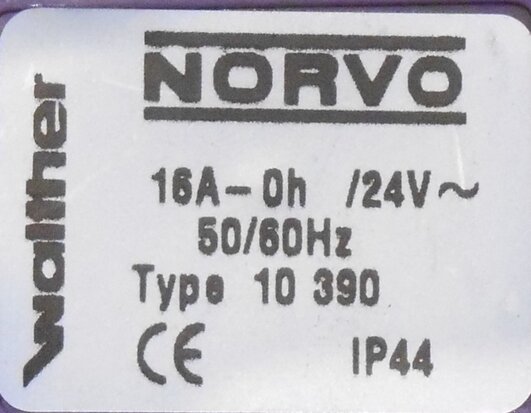 walther
NORVO
16A-0h /24V~
50/60Hz
Type 10 390
CE IP44